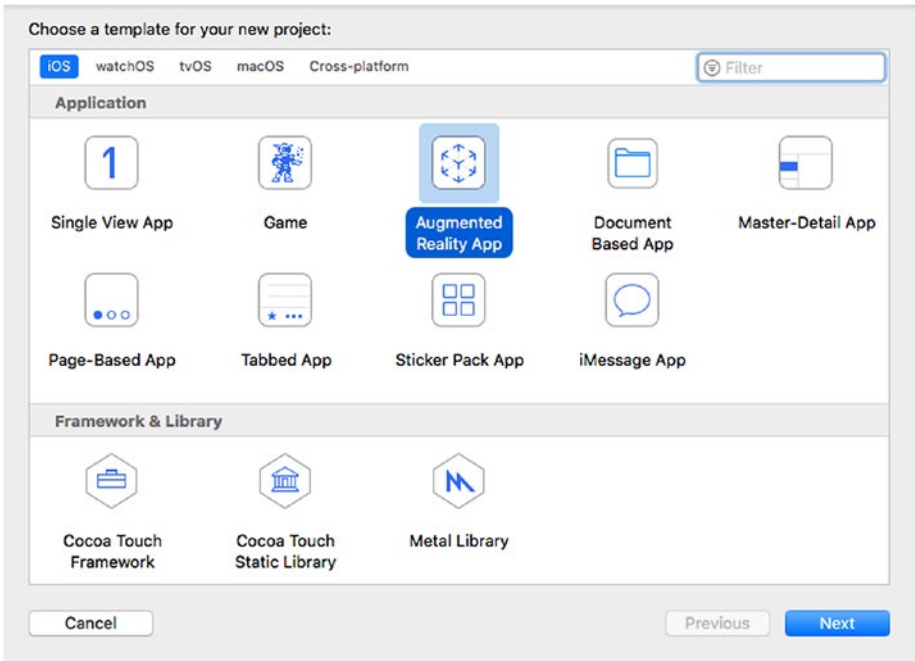 Choose a template for your new project:
iOS watchOS tvOS macOS Cross-platform Filter
Application
1
Single View App Game Augmented Reality App Document Based App Master-Detail App
Page-Based App Tabbed App Sticker Pack App iMessage App
Framework & Library
Cocoa Touch Framework Cocoa Touch Static Library Metal Library
Cancel Previous Next